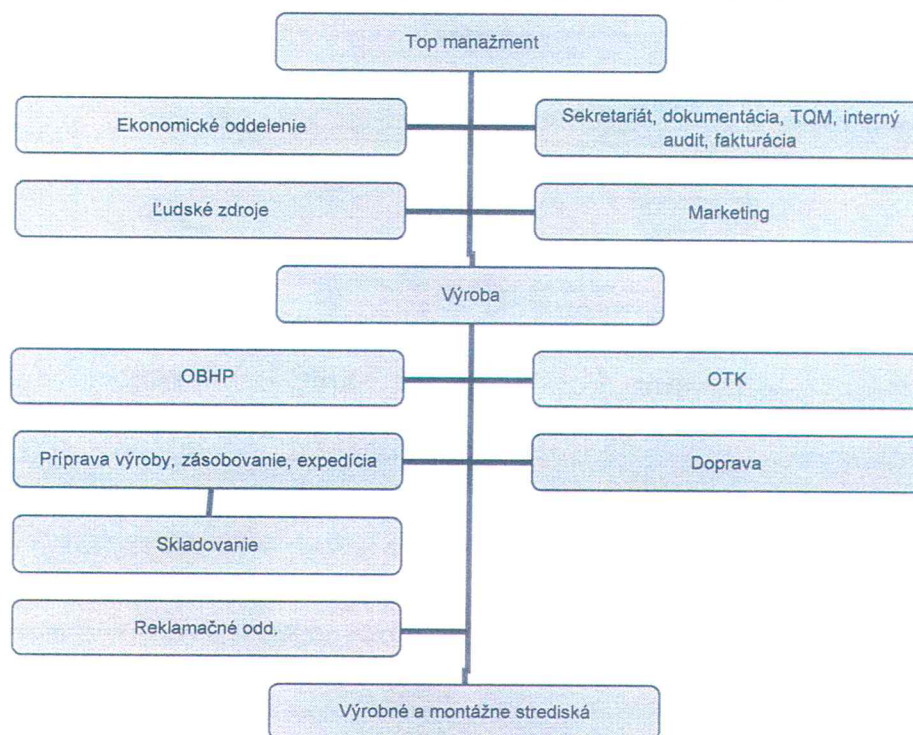 Top manažment
Ekonomické oddelenie
Sekretariát, dokumentácia, TQM, interný
audit, fakturácia
Ľudské zdroje
Marketing
Výroba
OBHP
OTK
Príprava výroby, zásobovanie, expedícia
Doprava
Skladovanie
Reklamačné odd.
Výrobné a montážne strediská